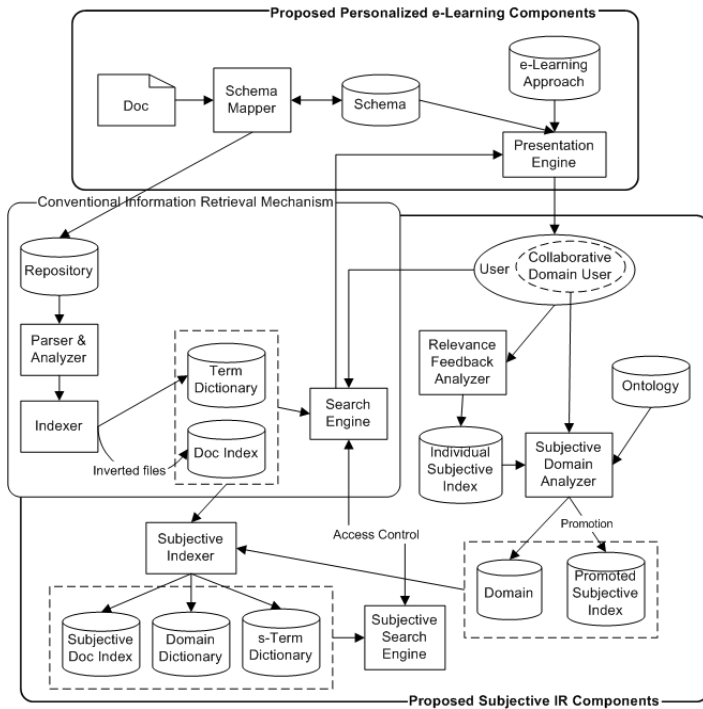 Proposed Personalized e-Learning Components
e-Learning
Approach
Doc
Schema
Mapper
Schema
Presentation
Engine
Conventional Information Retrieval Mechanism
Repository
User
Collaborative
Domain User
Parser &
Analyzer
Term
Dictionary
Relevance
Feedback
Analyzer
Ontology
Indexer
Search
Engine
Doc Index
Inverted files
Individual
Subjective
Index
Subjective
Domain
Analyzer
Access Control
Promotion
Subjective
Indexer
Domain
Promoted
Subjective
Index
Subjective
Doc Index
Domain
Dictionary
s-Term
Dictionary
Subjective
Search
Engine
Proposed Subjective IR Components